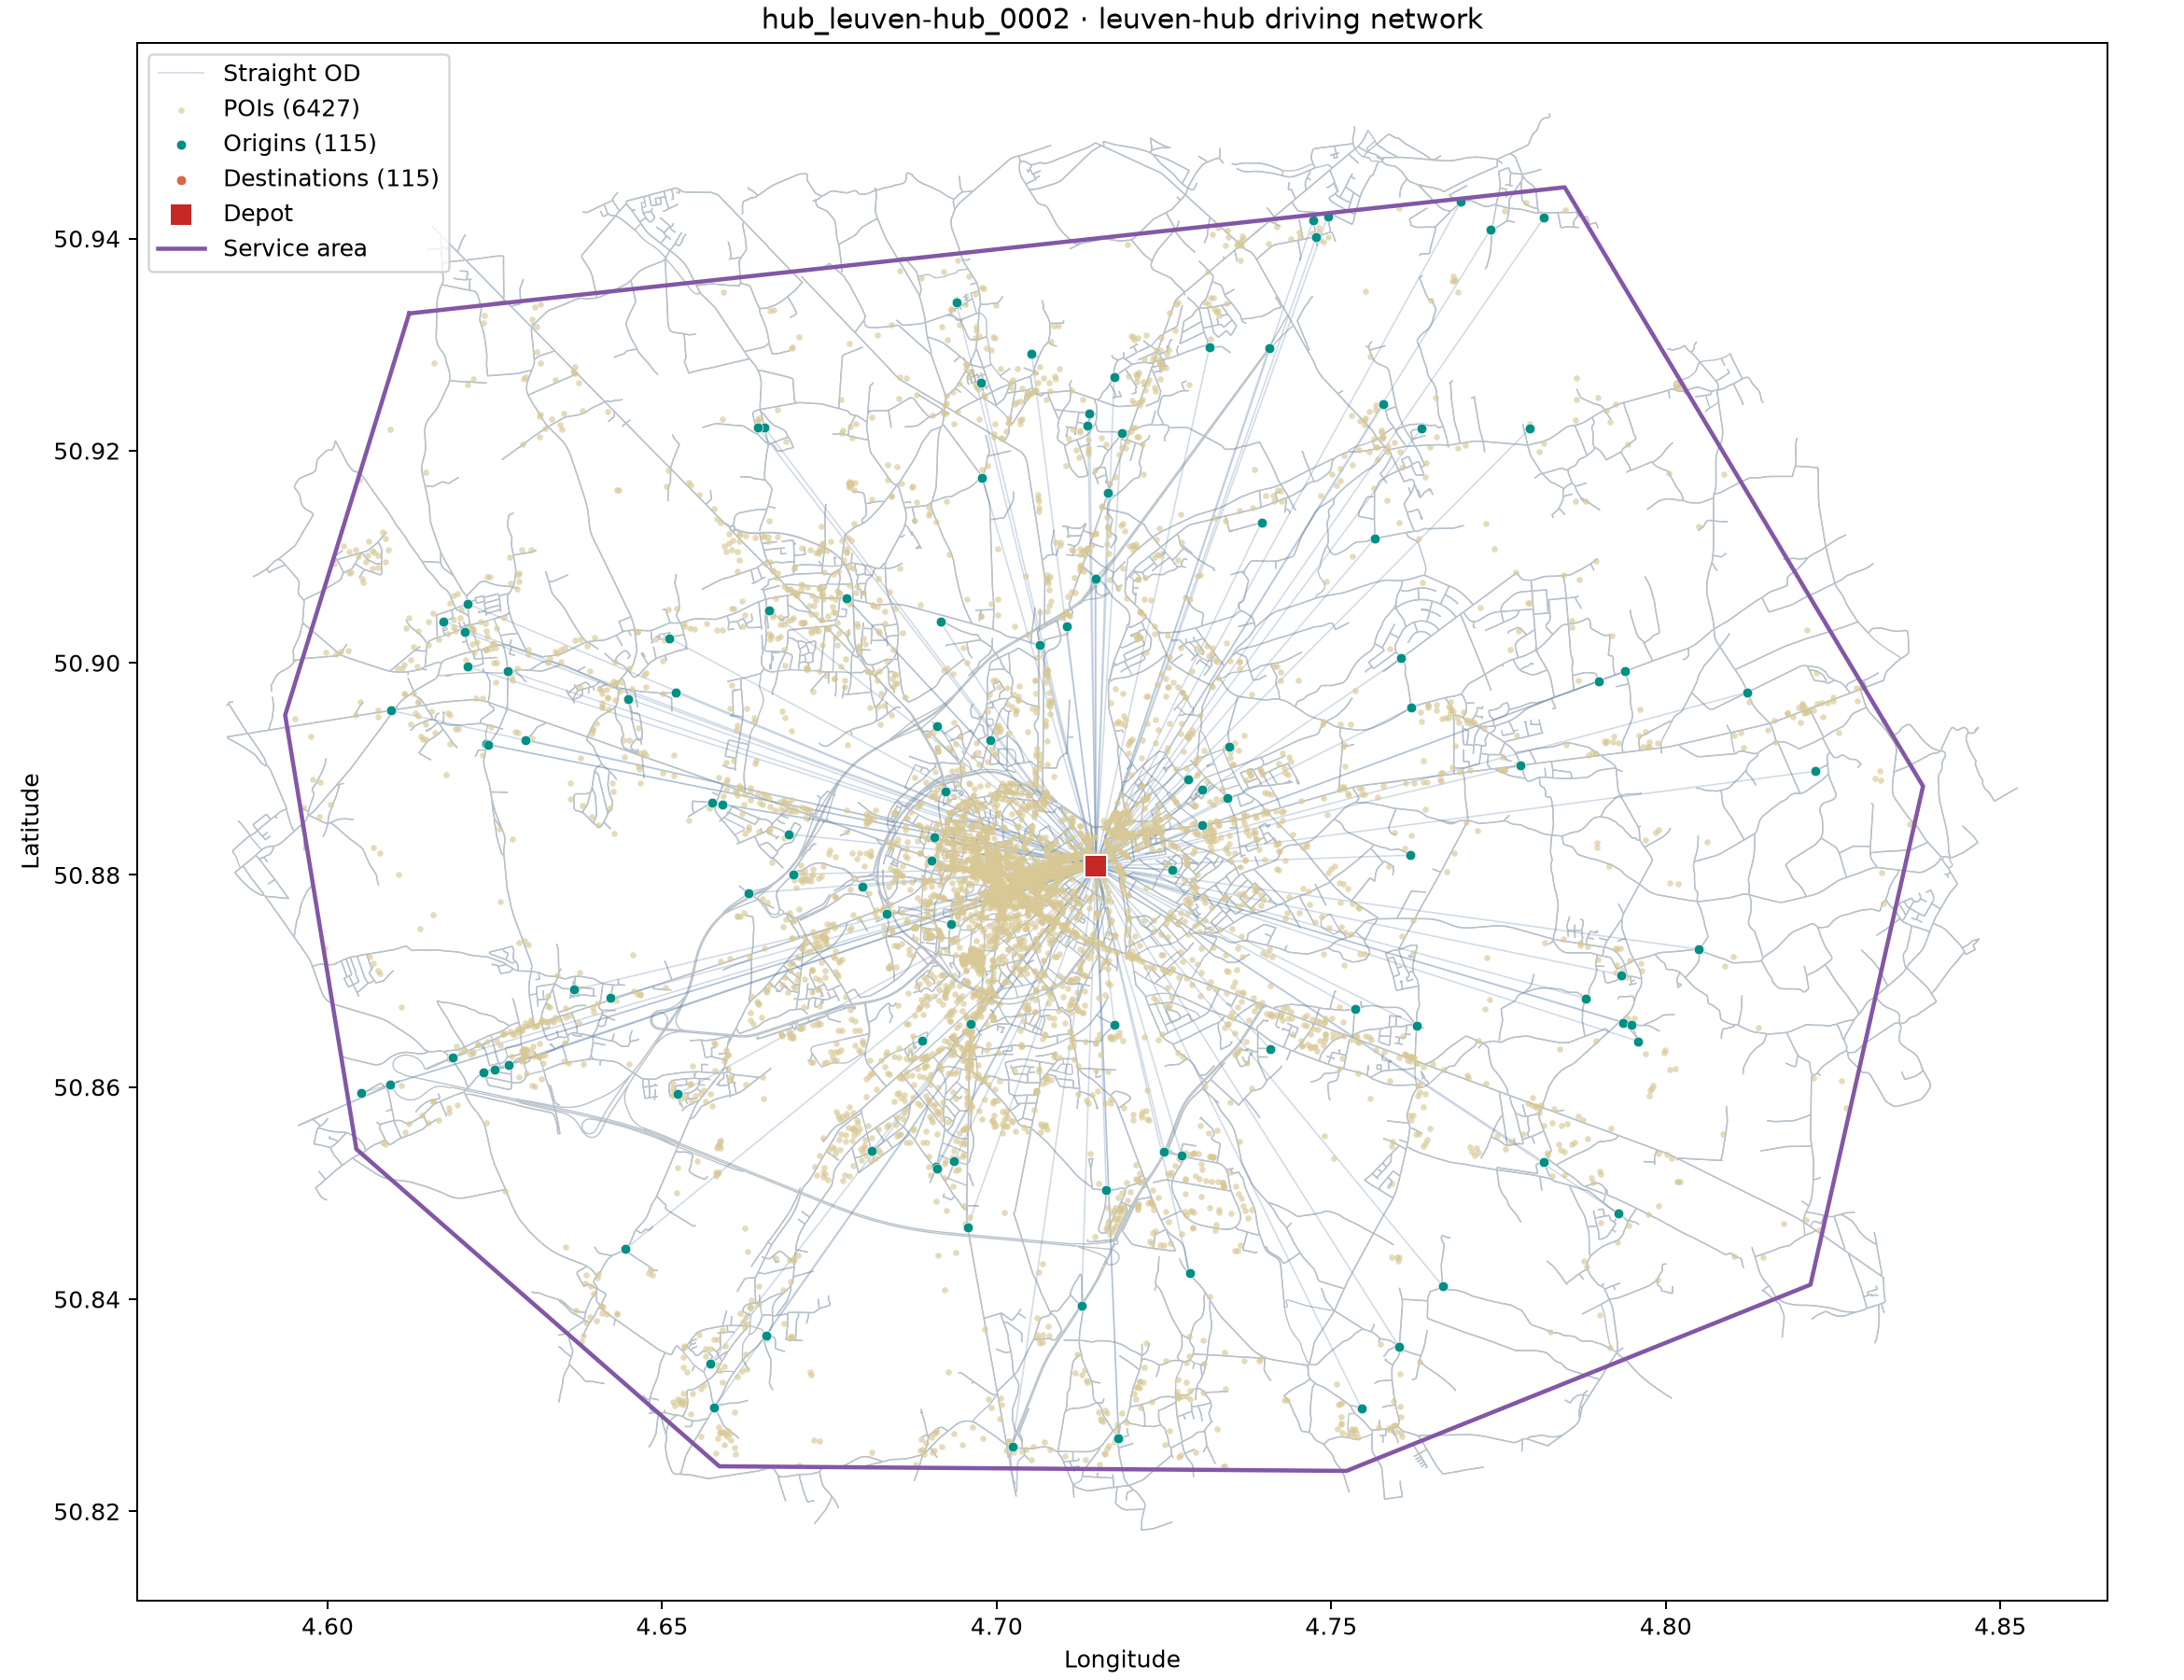 hub_leuven-hub_0002 · leuven-hub driving network
Straight OD
POIs (6427)
Origins (115)
Destinations (115)
Depot
Service area
50.94
50.92
50.90
50.88
50.86
50.84
50.82
Latitude
4.60 4.65 4.70 4.75 4.80 4.85
Longitude